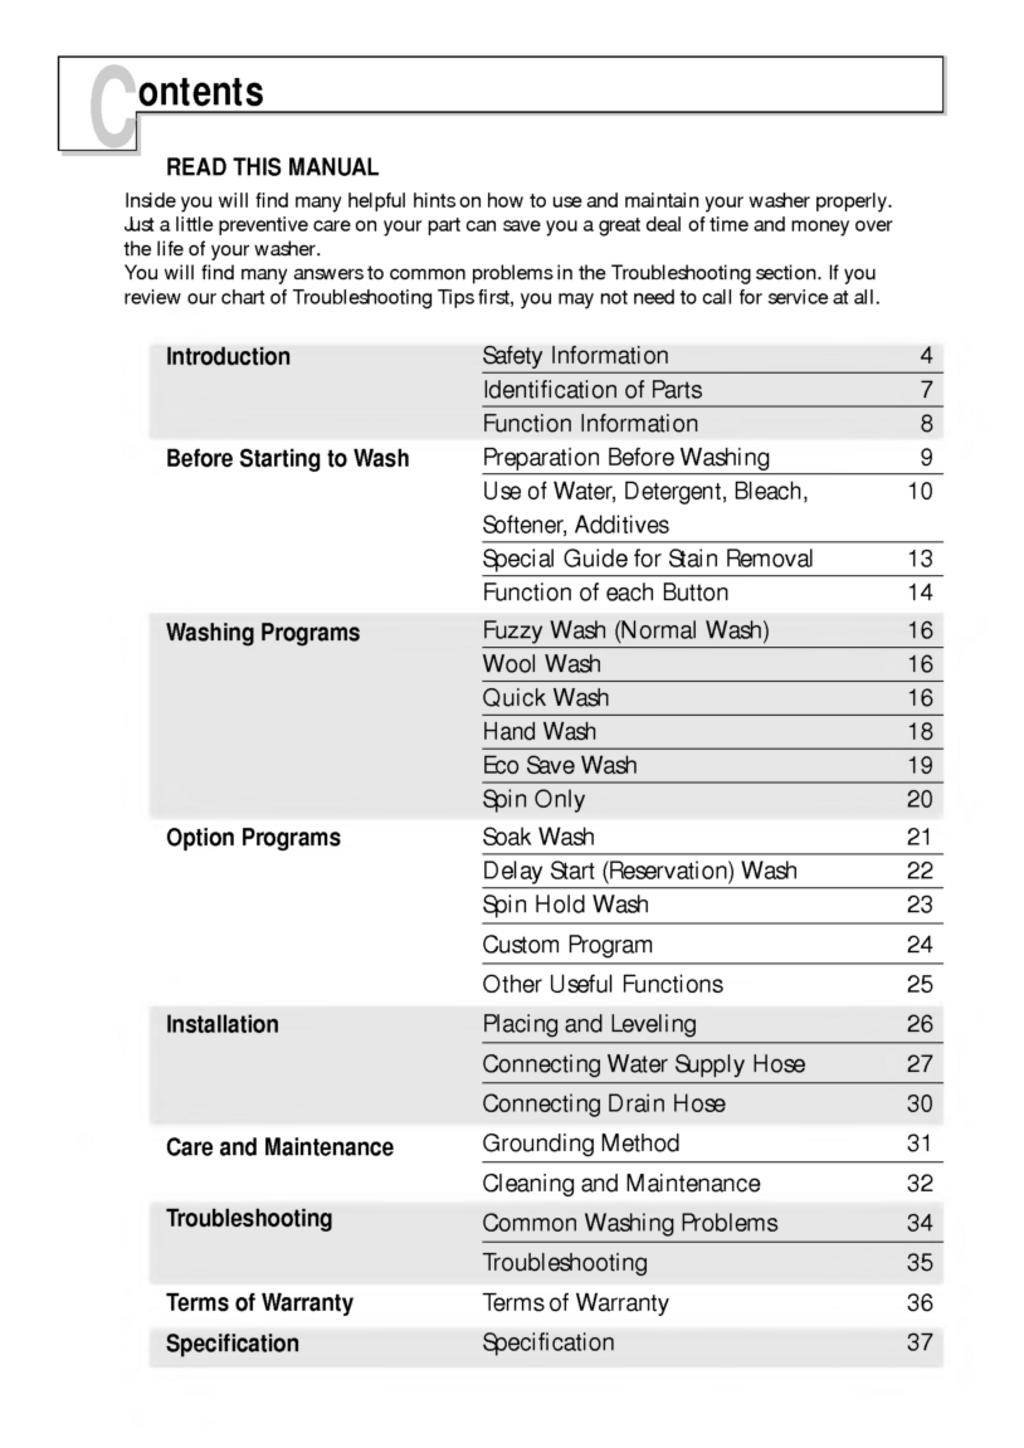 Contents
READ THIS MANUAL
Inside you will find many helpful hints on how to use and maintain your washer properly.
Just a little preventive care on your part can save you a great deal of time and money over
the life of your washer.
You will find many answers to common problems in the Troubleshooting section. If you
review our chart of Troubleshooting Tips first, you may not need to call for service at all.
Introduction Safety Information 4
Identification of Parts 7
Function Information 8
Before Starting to Wash Preparation Before Washing 9
Use of Water, Detergent, Bleach, 10
Softener, Additives
Special Guide for Stain Removal 13
Function of each Button 14
Washing Programs Fuzzy Wash (Normal Wash) 16
Wool Wash 16
Quick Wash 16
Hand Wash 18
Eco Save Wash 19
Spin Only 20
Option Programs Soak Wash 21
Delay Start (Reservation) Wash 22
Spin Hold Wash 23
Custom Program 24
Other Useful Functions 25
Installation Placing and Leveling 26
Connecting Water Supply Hose 27
Connecting Drain Hose 30
Care and Maintenance Grounding Method 31
Cleaning and Maintenance 32
Troubleshooting Common Washing Problems 34
Troubleshooting 35
Terms of Warranty Terms of Warranty 36
Specification Specification 37